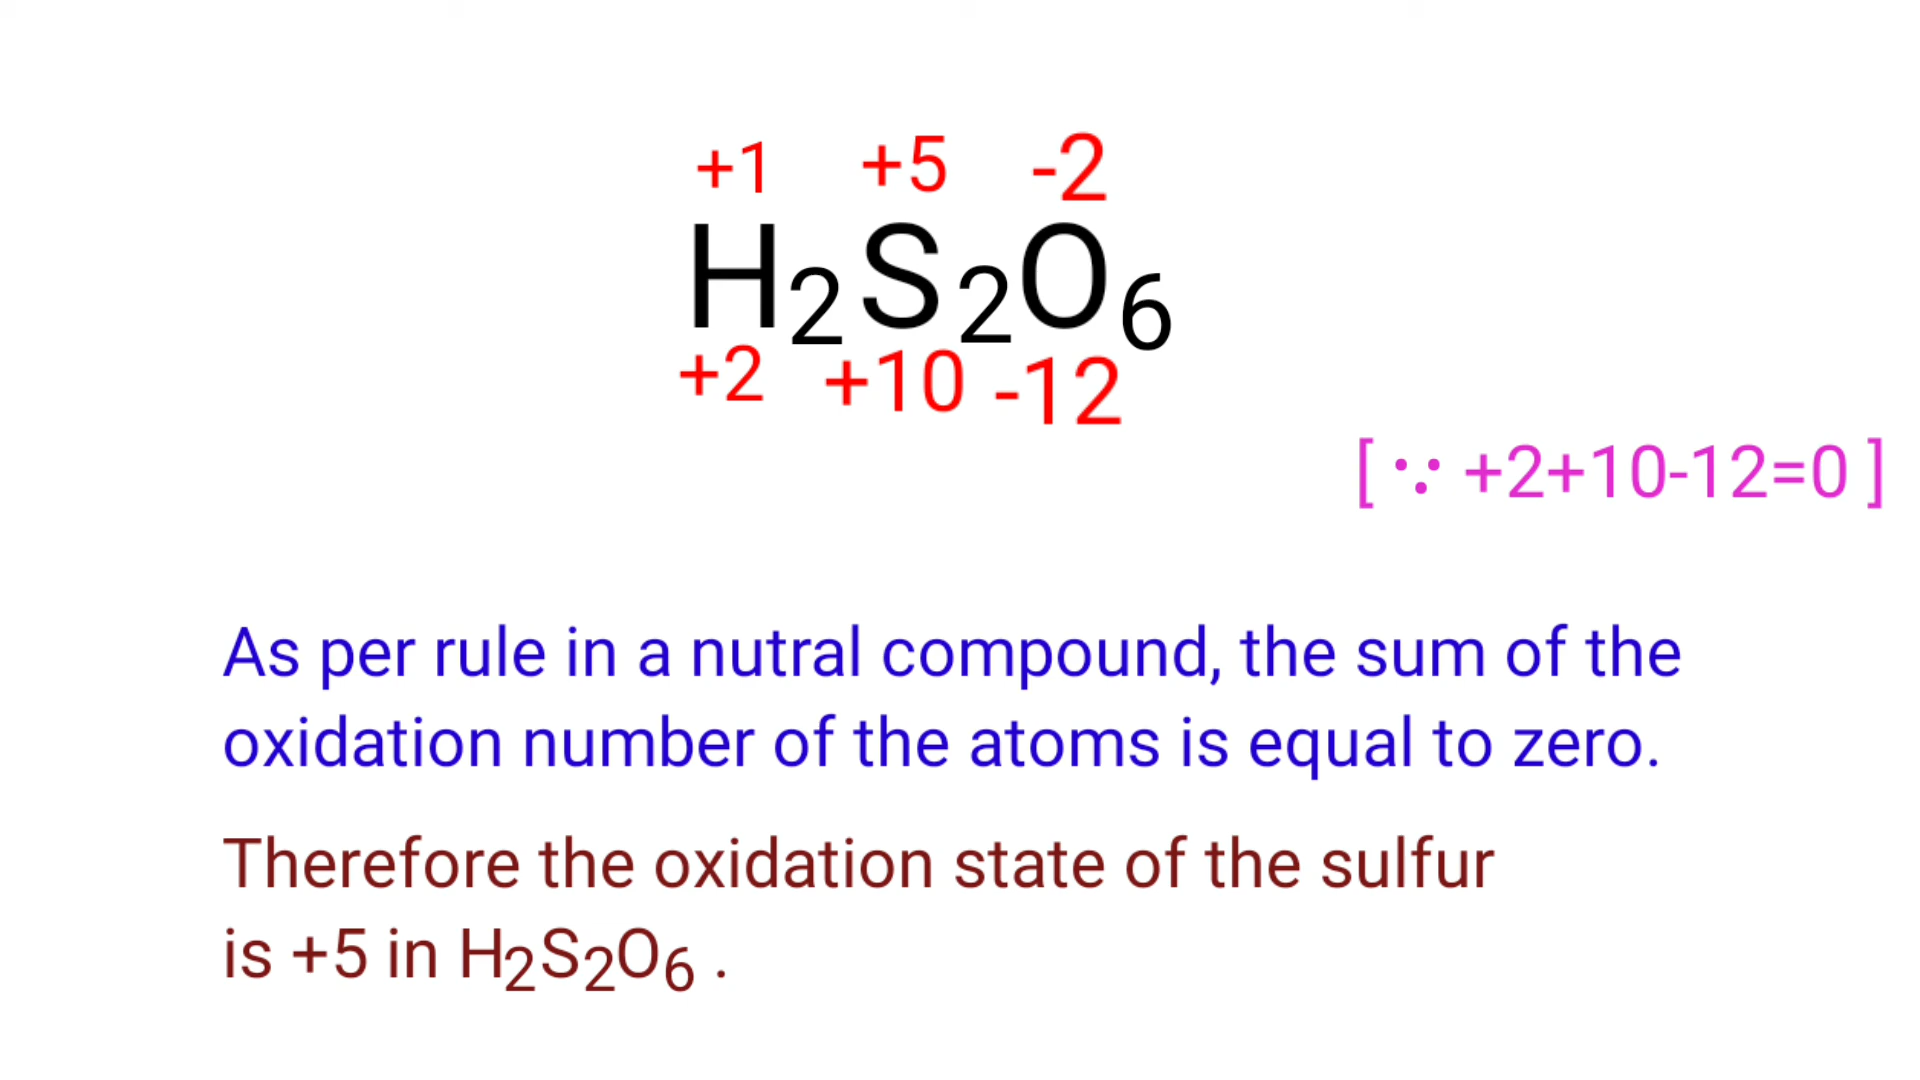 +1 +5 -2
H₂S₂O₆
+2 +10 -12
[ ∵ +2+10-12=0 ]
As per rule in a nutral compound, the sum of the
oxidation number of the atoms is equal to zero.
Therefore the oxidation state of the sulfur
is +5 in H₂S₂O₆ .